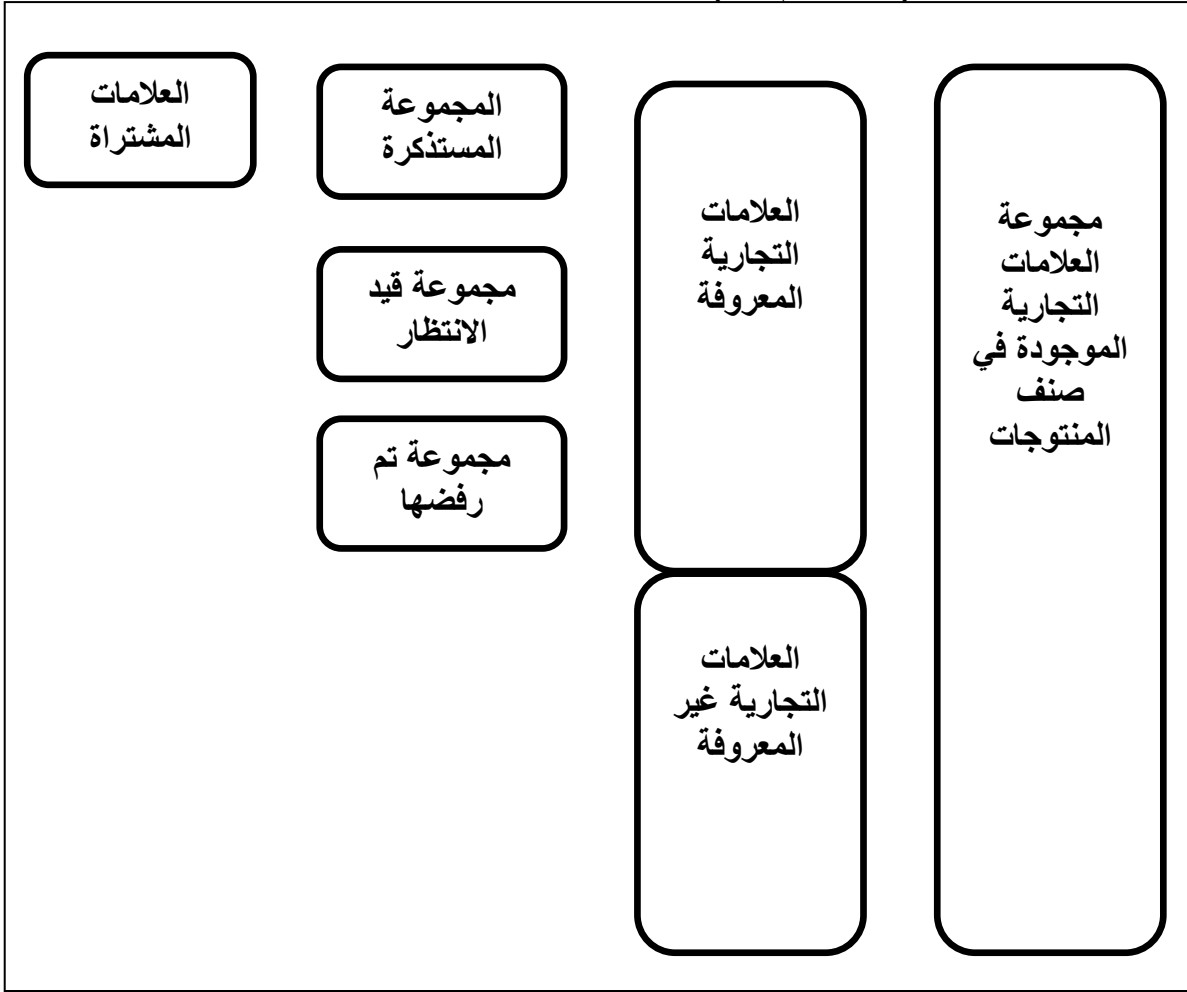 مجموعة
العلامات
التجارية
الموجودة في
صنف
المنتوجات
العلامات
التجارية
المعروفة
العلامات
التجارية غير
المعروفة
المجموعة
المستذكرة
مجموعة قيد
الانتظار
مجموعة تم
رفضها
العلامات
المشتراة